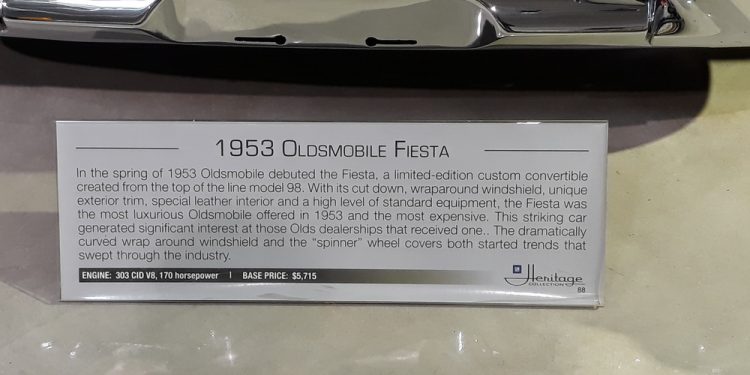 1953 OLDSMOBILE FIESTA
In the spring of 1953 Oldsmobile debuted the Fiesta, a limited-edition custom convertible
created from the top of the line model 98. With its cut down, wraparound windshield, unique
exterior trim, special leather interior and a high level of standard equipment, the Fiesta was
the most luxurious Oldsmobile offered in 1953 and the most expensive. This striking car
generated significant interest at those Olds dealerships that received one.. The dramatically
curved wrap around windshield and the “spinner” wheel covers both started trends that
swept through the industry.
ENGINE: 303 CID V8, 170 horsepower | BASE PRICE: $5,715
GM Heritage
COLLECTION
88